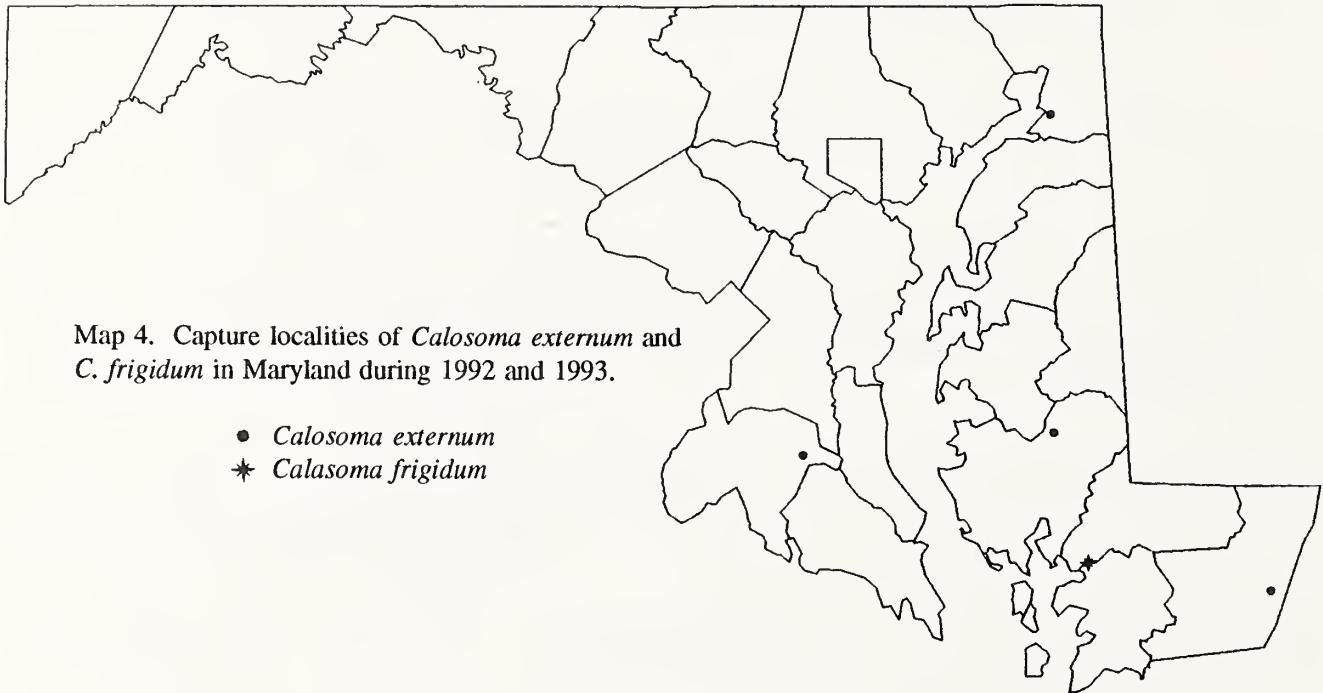 Map 4. Capture localities of Calosoma externum and
C. frigidum in Maryland during 1992 and 1993.
Calosoma externum
Calasoma frigidum